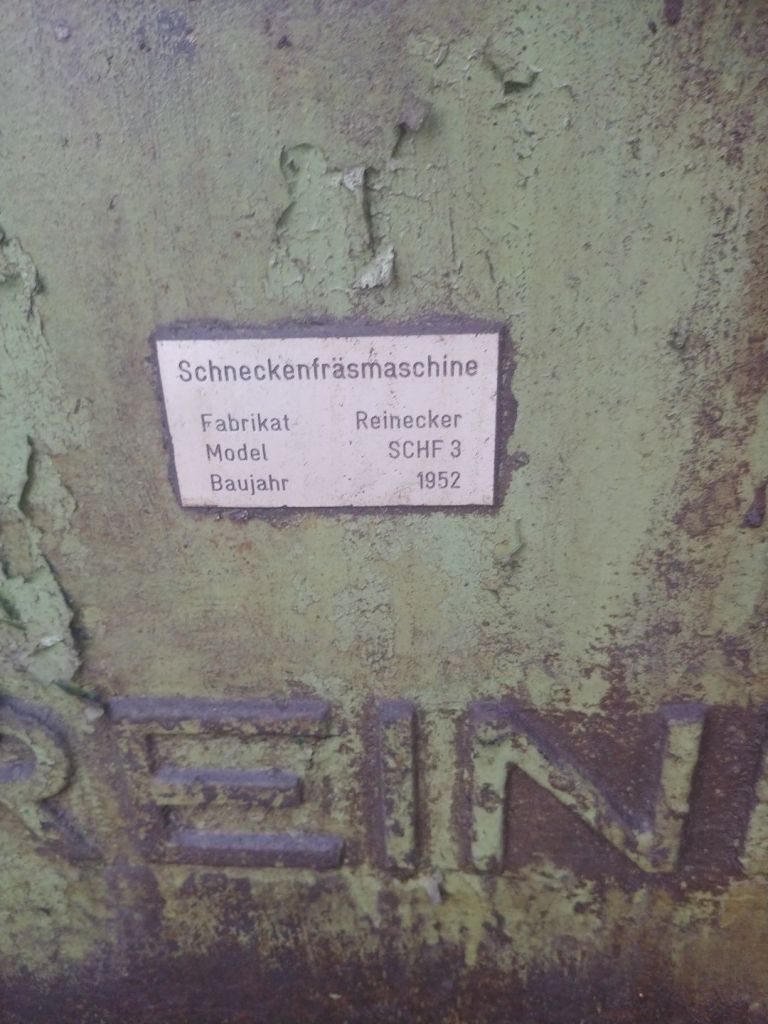 Schneckenfräsmaschine
Fabrikat Reinecker
Model SCHF 3
Baujahr 1952
REIN